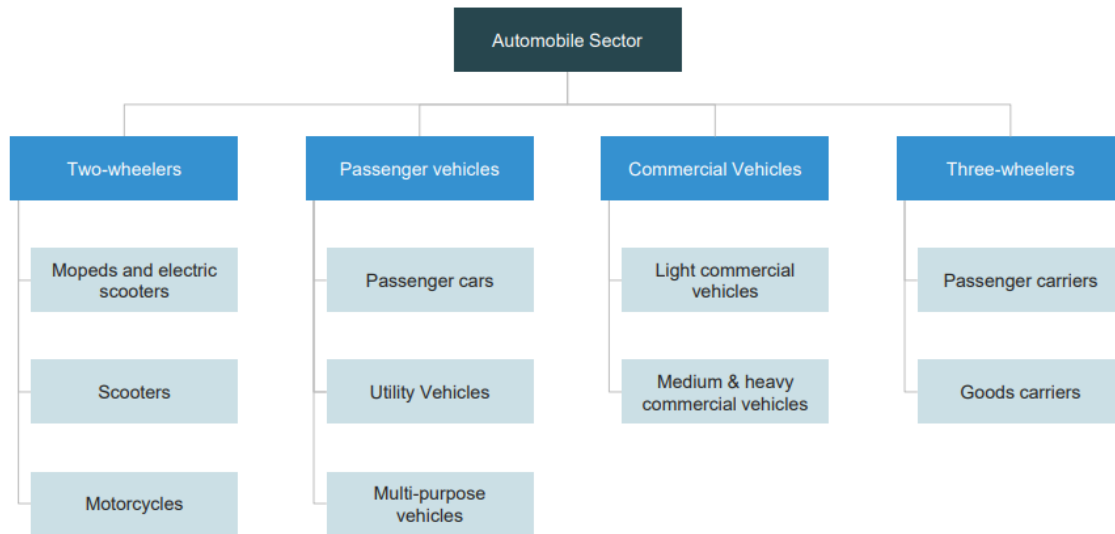 Automobile Sector
Two-wheelers
Passenger vehicles
Commercial Vehicles
Three-wheelers
Mopeds and electric
scooters
Passenger cars
Light commercial
vehicles
Passenger carriers
Scooters
Utility Vehicles
Medium & heavy
commercial vehicles
Goods carriers
Motorcycles
Multi-purpose
vehicles